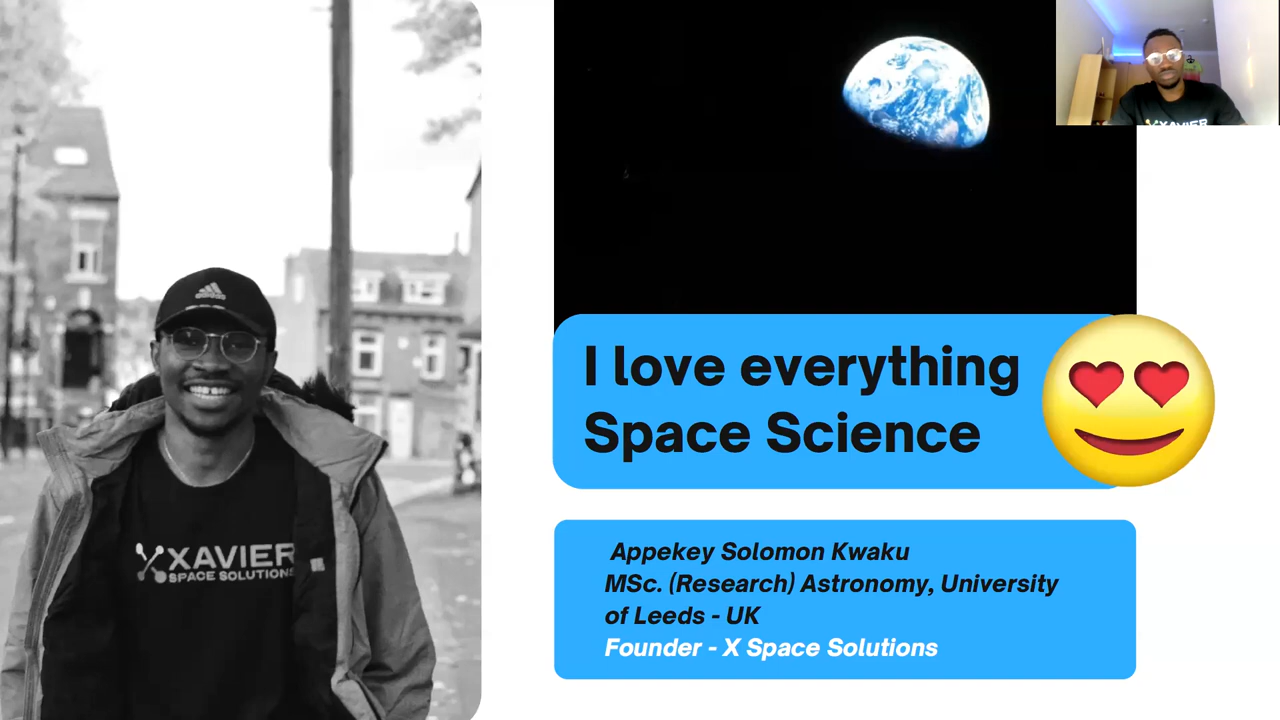 I love everything
Space Science
Appekey Solomon Kwaku
MSc. (Research) Astronomy, University
of Leeds - UK
Founder - X Space Solutions
XAVIER
SPACE SOLUTIONS
XAVIER